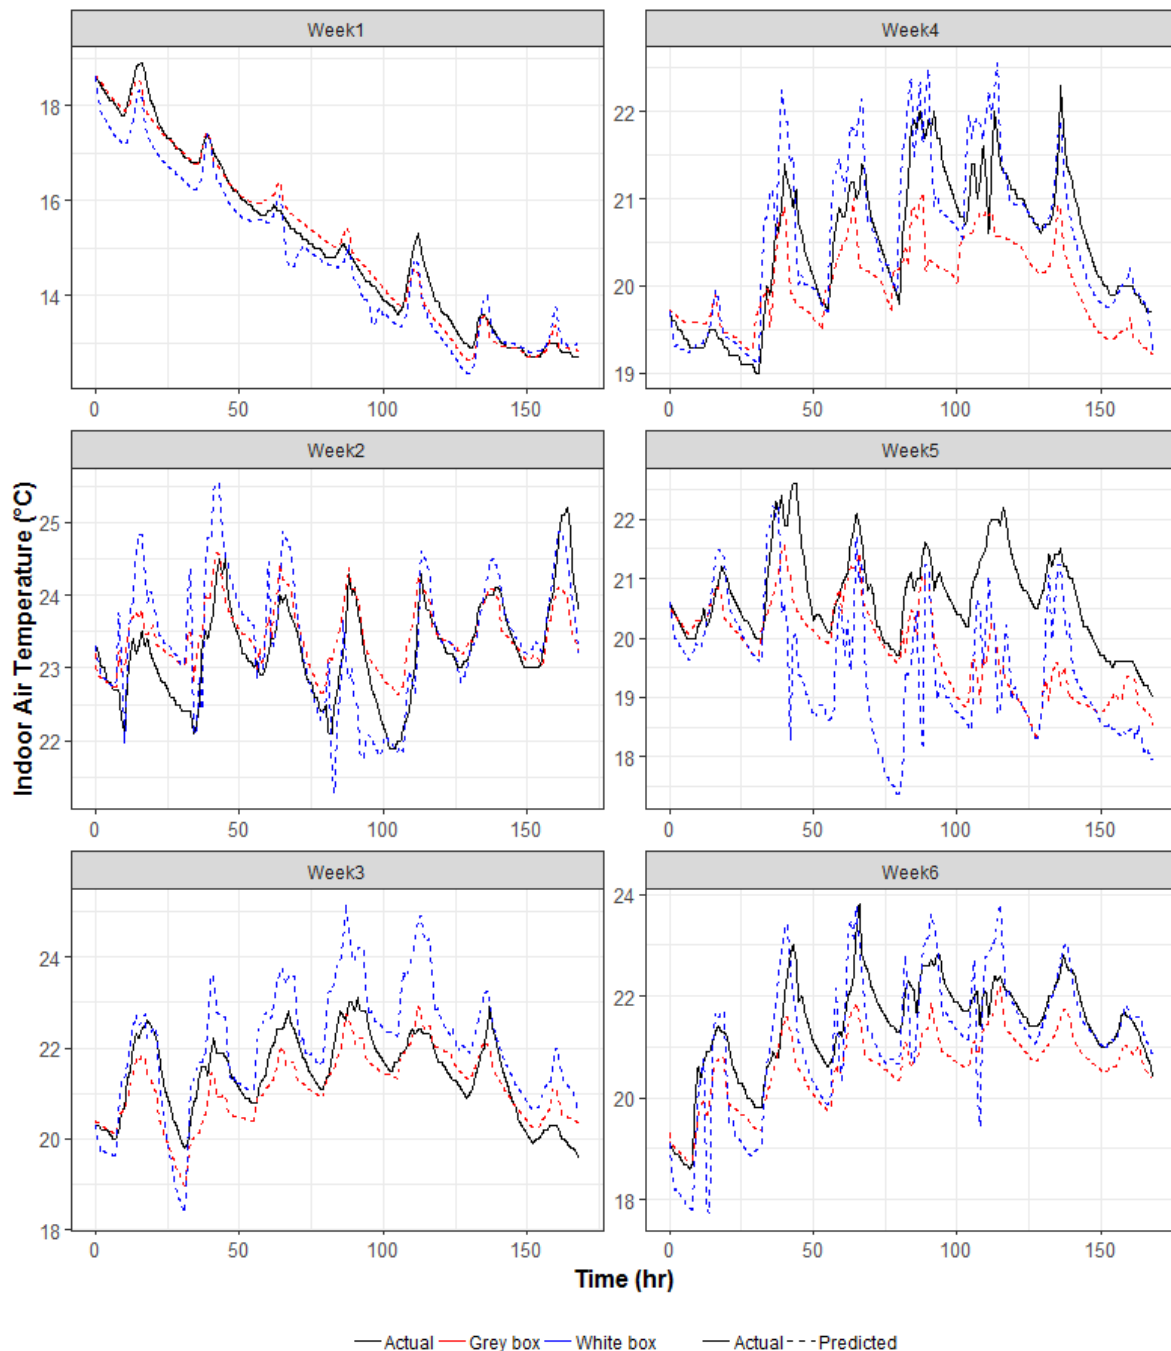 Week1
Week4
18
16
14
22
21
20
19
0 50 100 150
0 50 100 150
Week2
Week5
Indoor Air Temperature (°C)
25
24
23
22
22
21
20
19
18
0 50 100 150
0 50 100 150
Week3
Week6
24
22
20
18
24
22
20
18
0 50 100 150
0 50 100 150
Time (hr)
Actual Grey box White box Actual Predicted